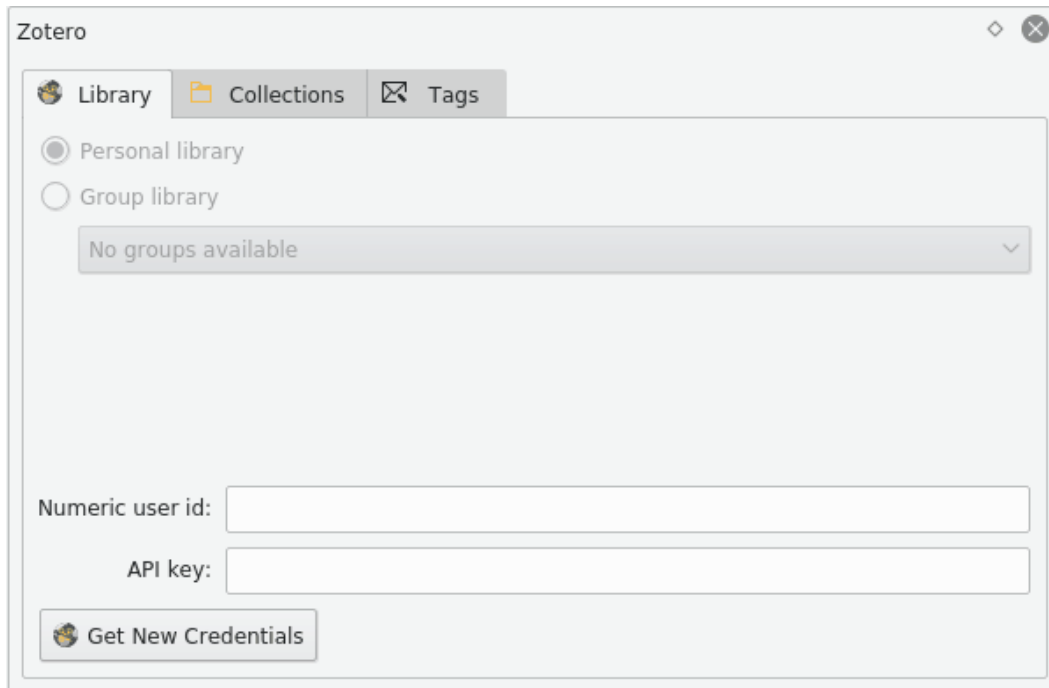 Zotero
Library Collections Tags
Personal library
Group library
No groups available
Numeric user id:
API key:
Get New Credentials